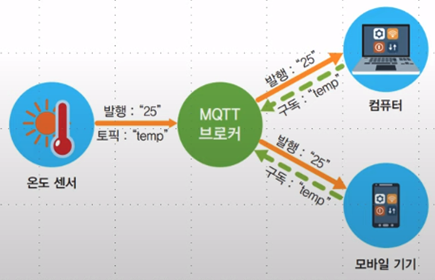 발행 : “25”
토픽 : “temp”
온도 센서
MQTT
브로커
발행 : “25”
구독 : “temp”
컴퓨터
발행 : “25”
구독 : “temp”
모바일 기기